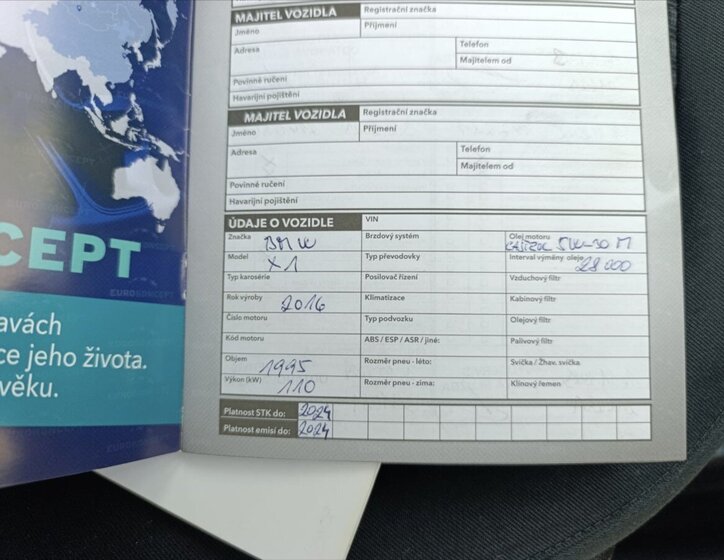 MAJITEL VOZIDLA Registrační značka
Jméno Příjmení
Adresa Telefon
Majitelem od
Povinné ručení
Havarijní pojištění
MAJITEL VOZIDLA Registrační značka
Jméno Příjmení
Adresa Telefon
Majitelem od
Povinné ručení
Havarijní pojištění
ÚDAJE O VOZIDLE VIN
Značka BMW Brzdový systém Olej motoru CASTROL 5W-30 M
Model X1 Typ převodovky Interval výměny oleje 28 000
Typ karosérie Posilovač řízení Vzduchový filtr
Rok výroby 2016 Klimatizace Kabinový filtr
Číslo motoru Typ podvozku Olejový filtr
Kód motoru ABS / ESP / ASR / jiné: Palivový filtr
Objem 1995 Rozměr pneu - léto: Svíčka / Žhav. svíčka
Výkon (kW) 110 Rozměr pneu - zima: Klínový řemen
Platnost STK do: 2024
Platnost emisí do: 2024
CEPT
EUROKONCEPT
avách
ce jeho života.
věku.